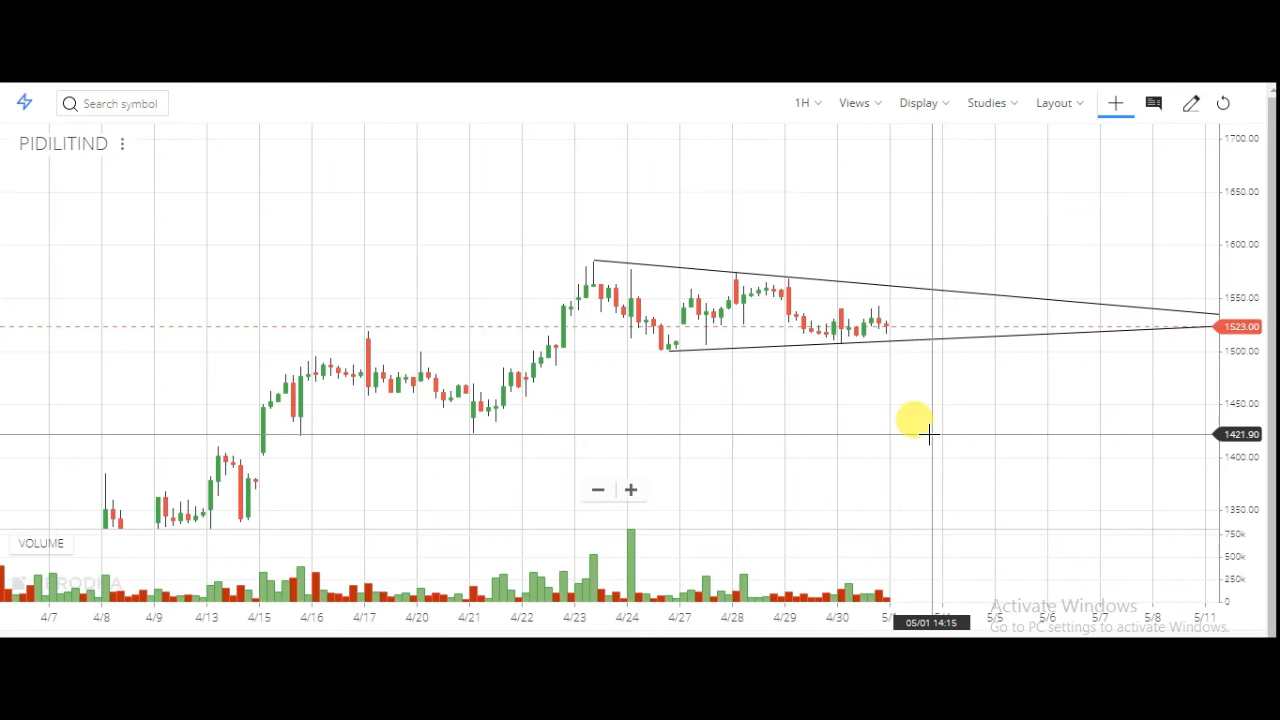 Search symbol
1H Views Display Studies Layout
PIDILITIND
1700.00
1650.00
1600.00
1550.00
1523.00
1500.00
1450.00
1421.90
1400.00
1350.00
VOLUME
750k
500k
250k
0
4/7 4/8 4/9 4/13 4/15 4/16 4/17 4/20 4/21 4/22 4/23 4/24 4/27 4/28 4/29 4/30 5/ 05/01 14:15 5/5 5/6 5/7 5/8 5/11
Activate Windows
Go to PC settings to activate Windows.